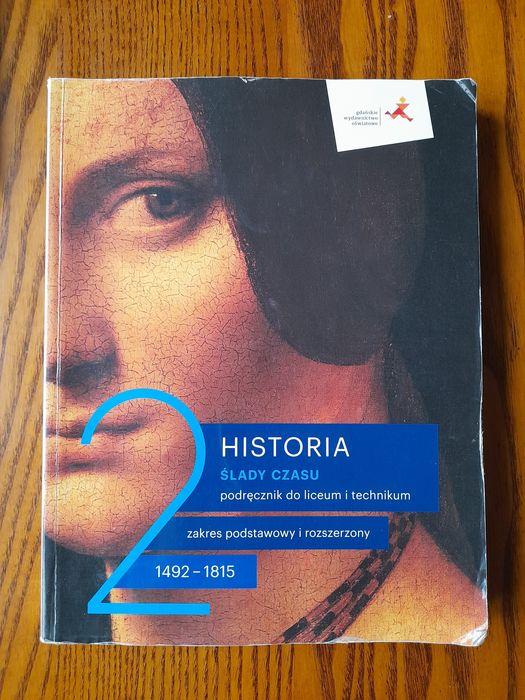 gdańskie
wydawnictwo
oświatowe
2
HISTORIA
ŚLADY CZASU
podręcznik do liceum i technikum
zakres podstawowy i rozszerzony
1492 – 1815